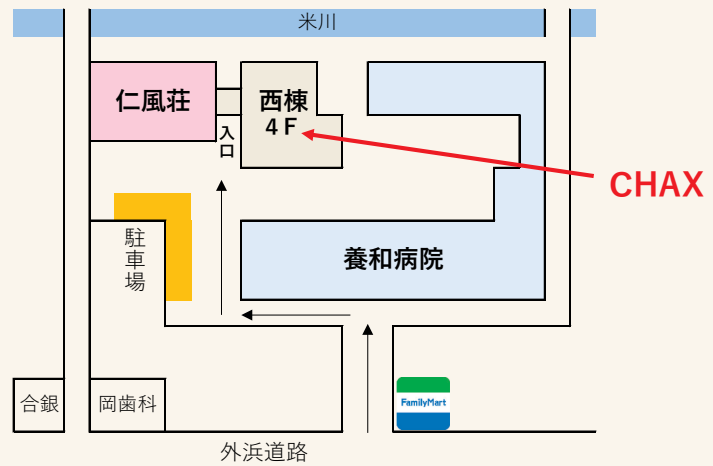 米川
仁風荘
西棟
4F
入口
CHAX
駐車場
養和病院
合銀
岡歯科
FamilyMart
外浜道路